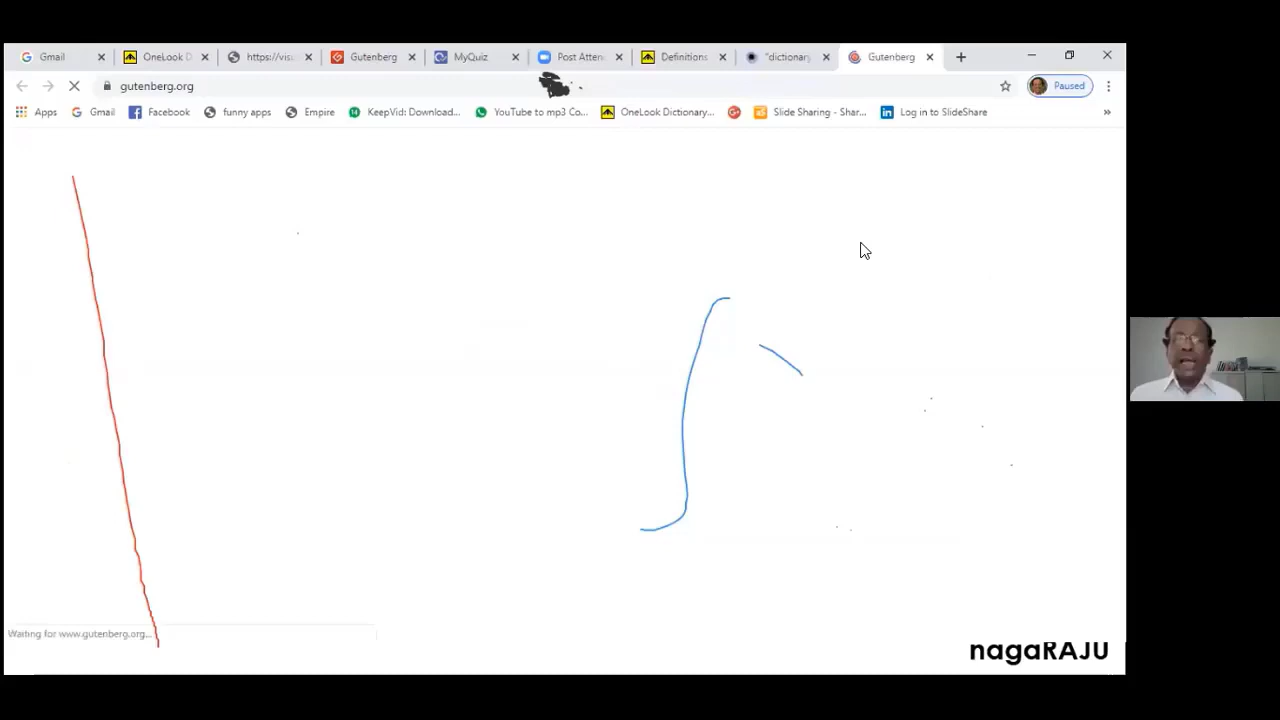 Gmail OneLook D https://visu Gutenberg MyQuiz Post Atten Definitions "dictionary Gutenberg
gutenberg.org Paused
Apps Gmail Facebook funny apps Empire KeepVid: Download... YouTube to mp3 Co... OneLook Dictionary... Slide Sharing - Shar... Log in to SlideShare
Waiting for www.gutenberg.org...
nagaRAJU